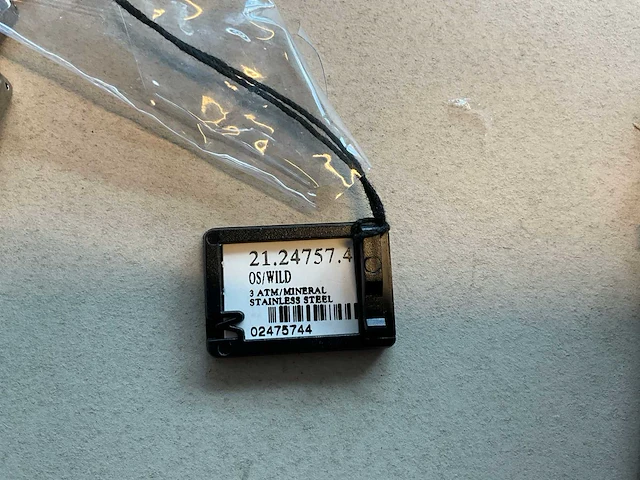 21.24757.4
OS/WILD
3 ATM/MINERAL
STAINLESS STEEL
02475744